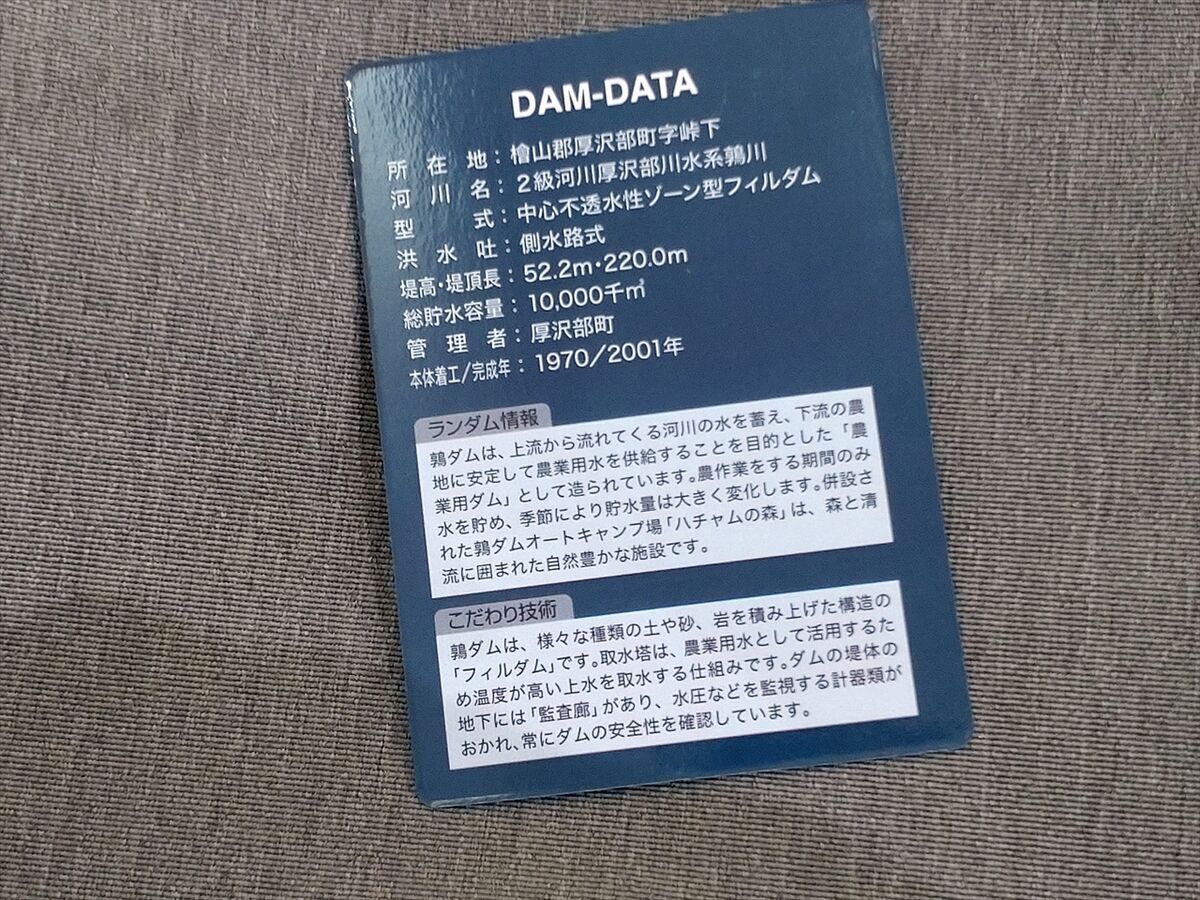 DAM-DATA
所在地：檜山郡厚沢部町字峠下
河川名：2級河川厚沢部川水系鶉川
型式：中心不透水性ゾーン型フィルダム
洪水吐：側水路式
堤高・堤頂長：52.2m・220.0m
総貯水容量：10,000千㎥
管理者：厚沢部町
本体着工/完成年：1970／2001年
ランダム情報
鶉ダムは、上流から流れてくる河川の水を蓄え、下流の農
地に安定して農業用水を供給することを目的とした「農
業用ダム」として造られています。農作業をする期間のみ
水を貯め、季節により貯水量は大きく変化します。併設さ
れた鶉ダムオートキャンプ場「ハチャムの森」は、森と清
流に囲まれた自然豊かな施設です。
こだわり技術
鶉ダムは、様々な種類の土や砂、岩を積み上げた構造の
「フィルダム」です。取水塔は、農業用水として活用するた
め温度が高い上水を取水する仕組みです。ダムの堤体の
地下には「監査廊」があり、水圧などを監視する計器類が
おかれ、常にダムの安全性を確認しています。